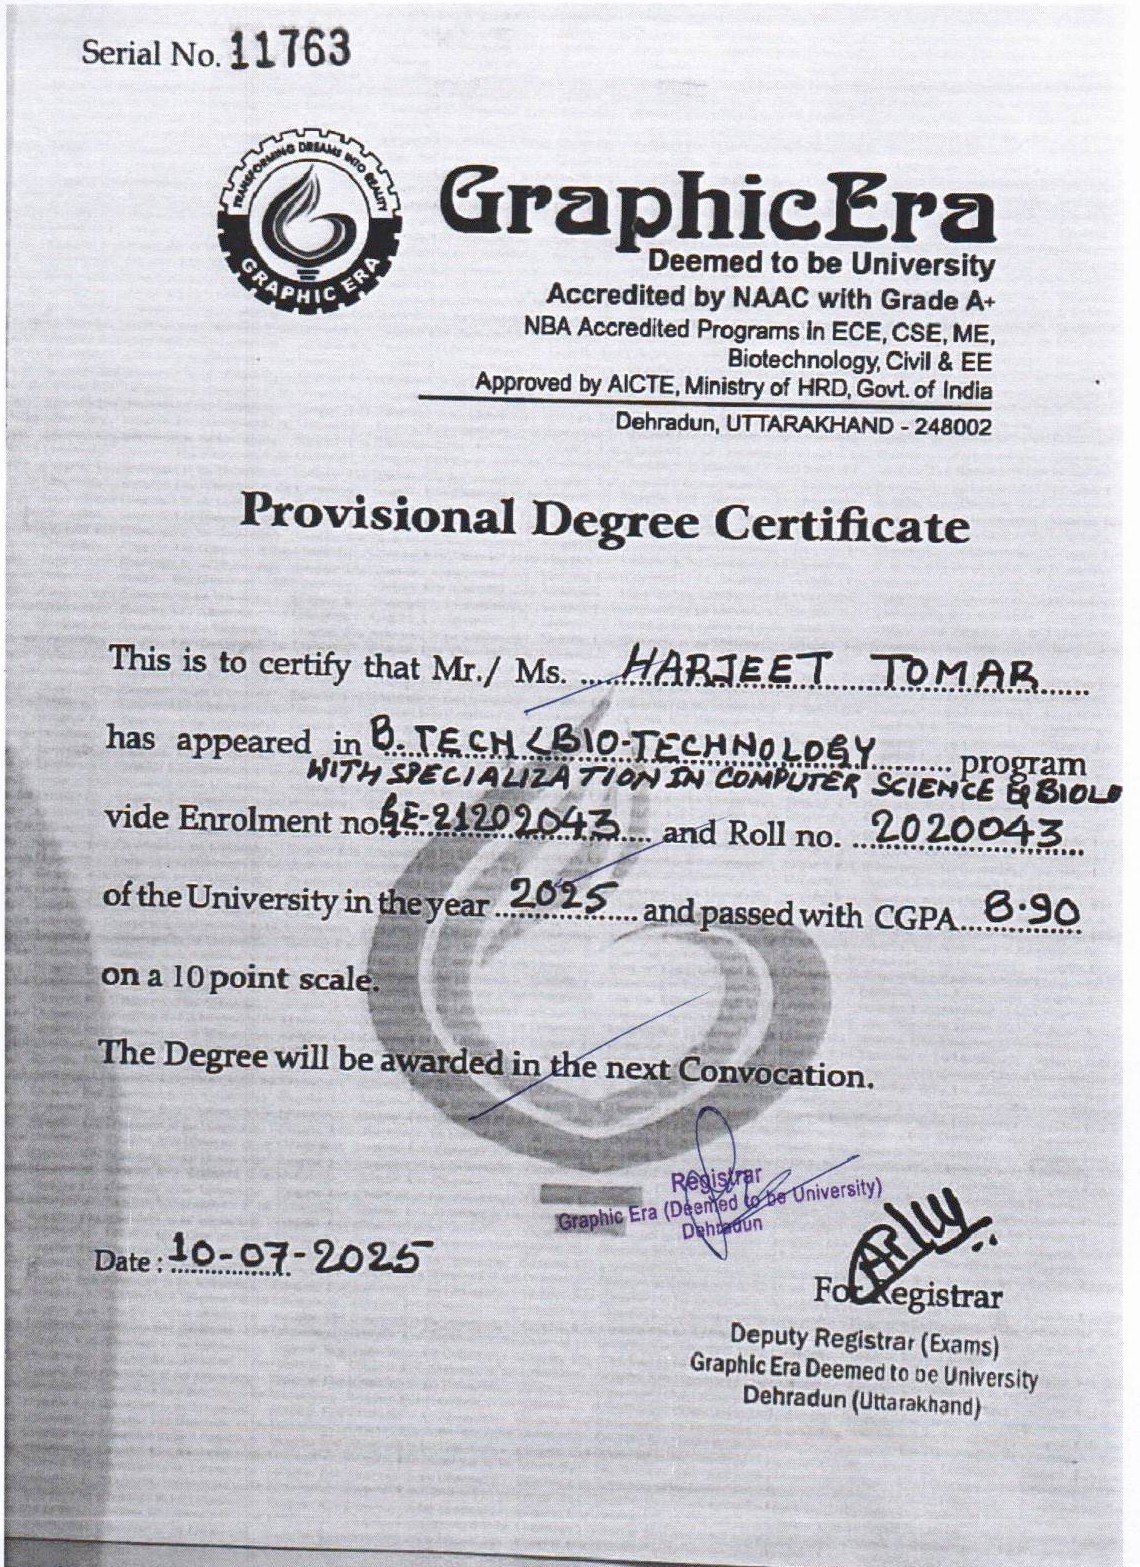 Serial No. 11763
TRANSFORMING DREAMS INTO REALITY
GRAPHIC ERA
GraphicEra
Deemed to be University
Accredited by NAAC with Grade A+
NBA Accredited Programs in ECE, CSE, ME,
Biotechnology, Civil & EE
Approved by AICTE, Ministry of HRD, Govt. of India
Dehradun, UTTARAKHAND - 248002
Provisional Degree Certificate
This is to certify that Mr./ Ms. HARJEET TOMAR
has appeared in B. TECH (BIO-TECHNOLOGY program
WITH SPECIALIZATION IN COMPUTER SCIENCE & BIOLO
vide Enrolment no. GE-21202043 and Roll no. 2020043
of the University in the year 2025 and passed with CGPA 8.90
on a 10 point scale.
The Degree will be awarded in the next Convocation.
Registrar
Graphic Era (Deemed to be University)
Dehradun
Date : 10-07-2025
For Registrar
Deputy Registrar (Exams)
Graphic Era Deemed to be University
Dehradun (Uttarakhand)